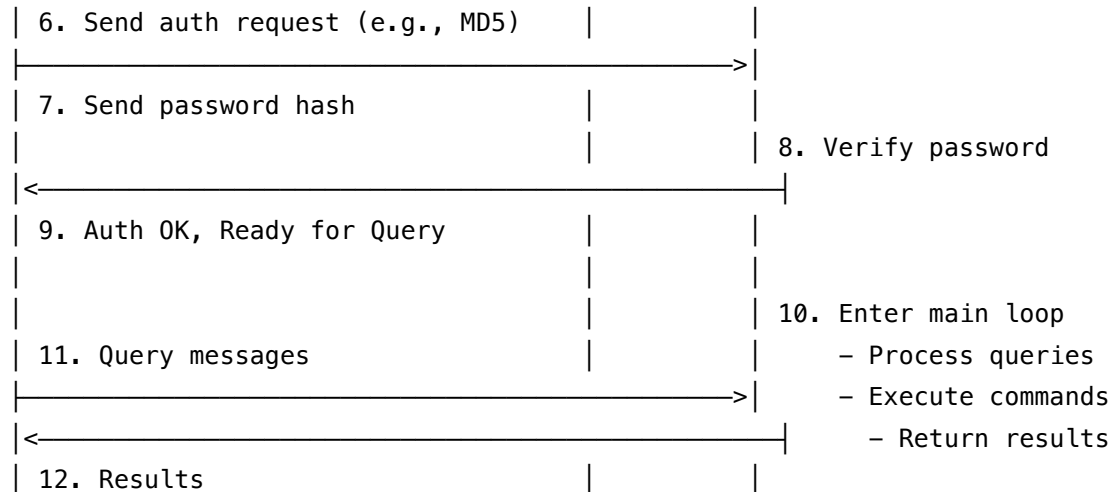 6. Send auth request (e.g., MD5)
7. Send password hash
8. Verify password
9. Auth OK, Ready for Query
10. Enter main loop
11. Query messages - Process queries
- Execute commands
- Return results
12. Results